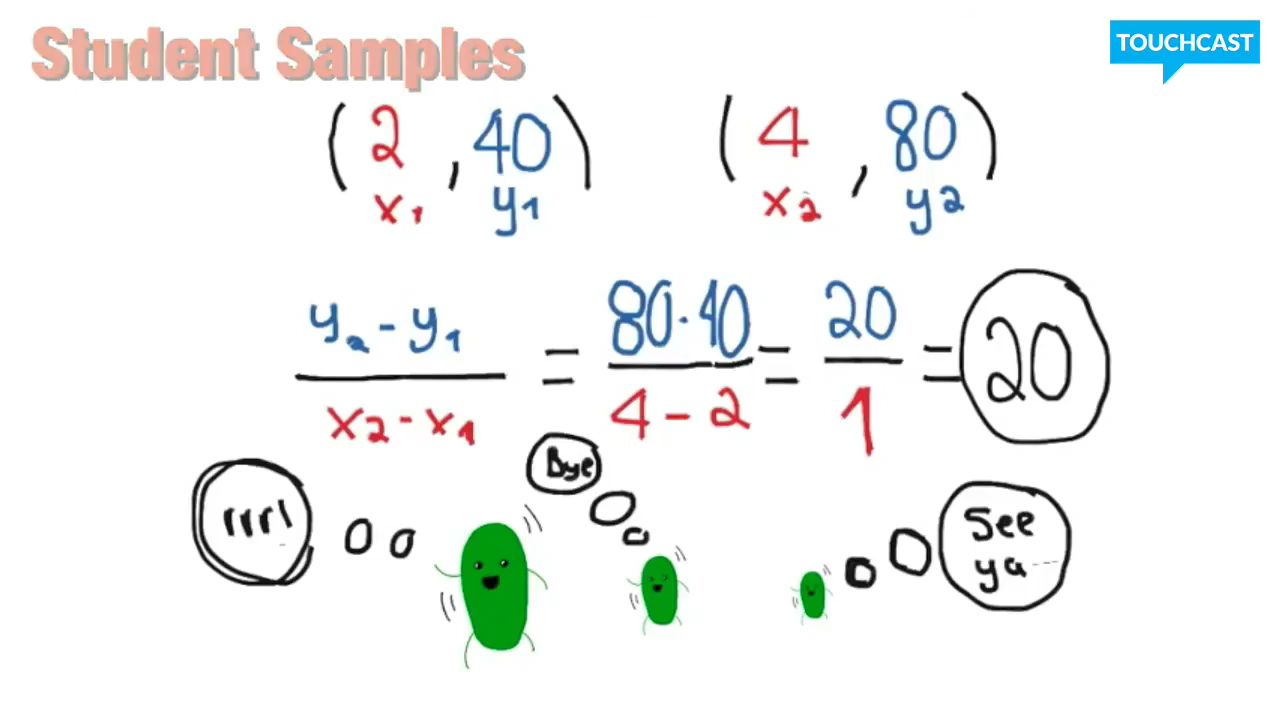 Student Samples
TOUCHCAST
(2, 40) (4, 80)
x1 y1 x2 y2
y2 - y1 = 80 - 40 = 20 = 20
x2 - x1 4 - 2 1
Bye
rrr!
See
ya